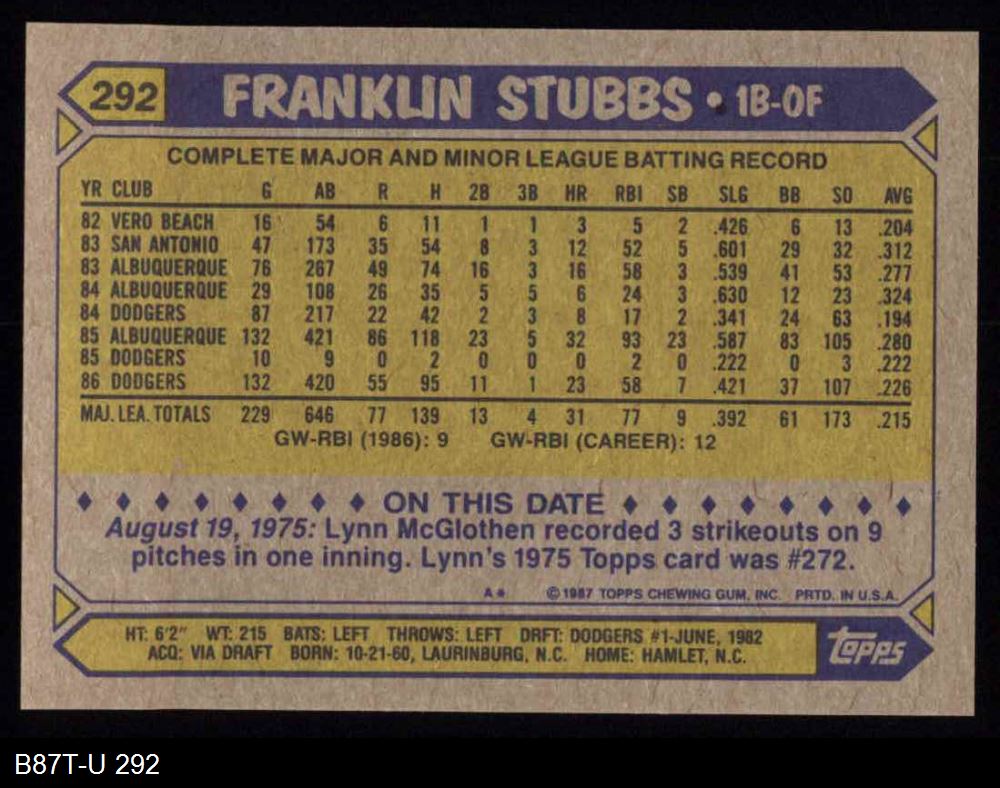 292 FRANKLIN STUBBS • 1B-OF
COMPLETE MAJOR AND MINOR LEAGUE BATTING RECORD
YR CLUB G AB R H 2B 3B HR RBI SB SLG BB SO AVG
82 VERO BEACH 16 54 6 11 1 1 3 5 2 .426 6 13 .204
83 SAN ANTONIO 47 173 35 54 8 3 12 52 5 .601 29 32 .312
83 ALBUQUERQUE 76 267 49 74 16 3 16 58 3 .539 41 53 .277
84 ALBUQUERQUE 29 108 26 35 5 5 6 24 3 .630 12 23 .324
84 DODGERS 87 217 22 42 2 3 8 17 2 .341 24 63 .194
85 ALBUQUERQUE 132 421 86 118 23 5 32 93 23 .587 83 105 .280
85 DODGERS 10 9 0 2 0 0 0 2 0 .222 0 3 .222
86 DODGERS 132 420 55 95 11 1 23 58 7 .421 37 107 .226
MAJ. LEA. TOTALS 229 646 77 139 13 4 31 77 9 .392 61 173 .215
GW-RBI (1986): 9 GW-RBI (CAREER): 12
ON THIS DATE
August 19, 1975: Lynn McGlothen recorded 3 strikeouts on 9
pitches in one inning. Lynn's 1975 Topps card was #272.
A* © 1987 TOPPS CHEWING GUM, INC. PRTD. IN U.S.A.
HT: 6'2" WT: 215 BATS: LEFT THROWS: LEFT DRFT: DODGERS #1-JUNE, 1982
ACQ: VIA DRAFT BORN: 10-21-60, LAURINBURG, N.C. HOME: HAMLET, N.C.
topps
B87T-U 292